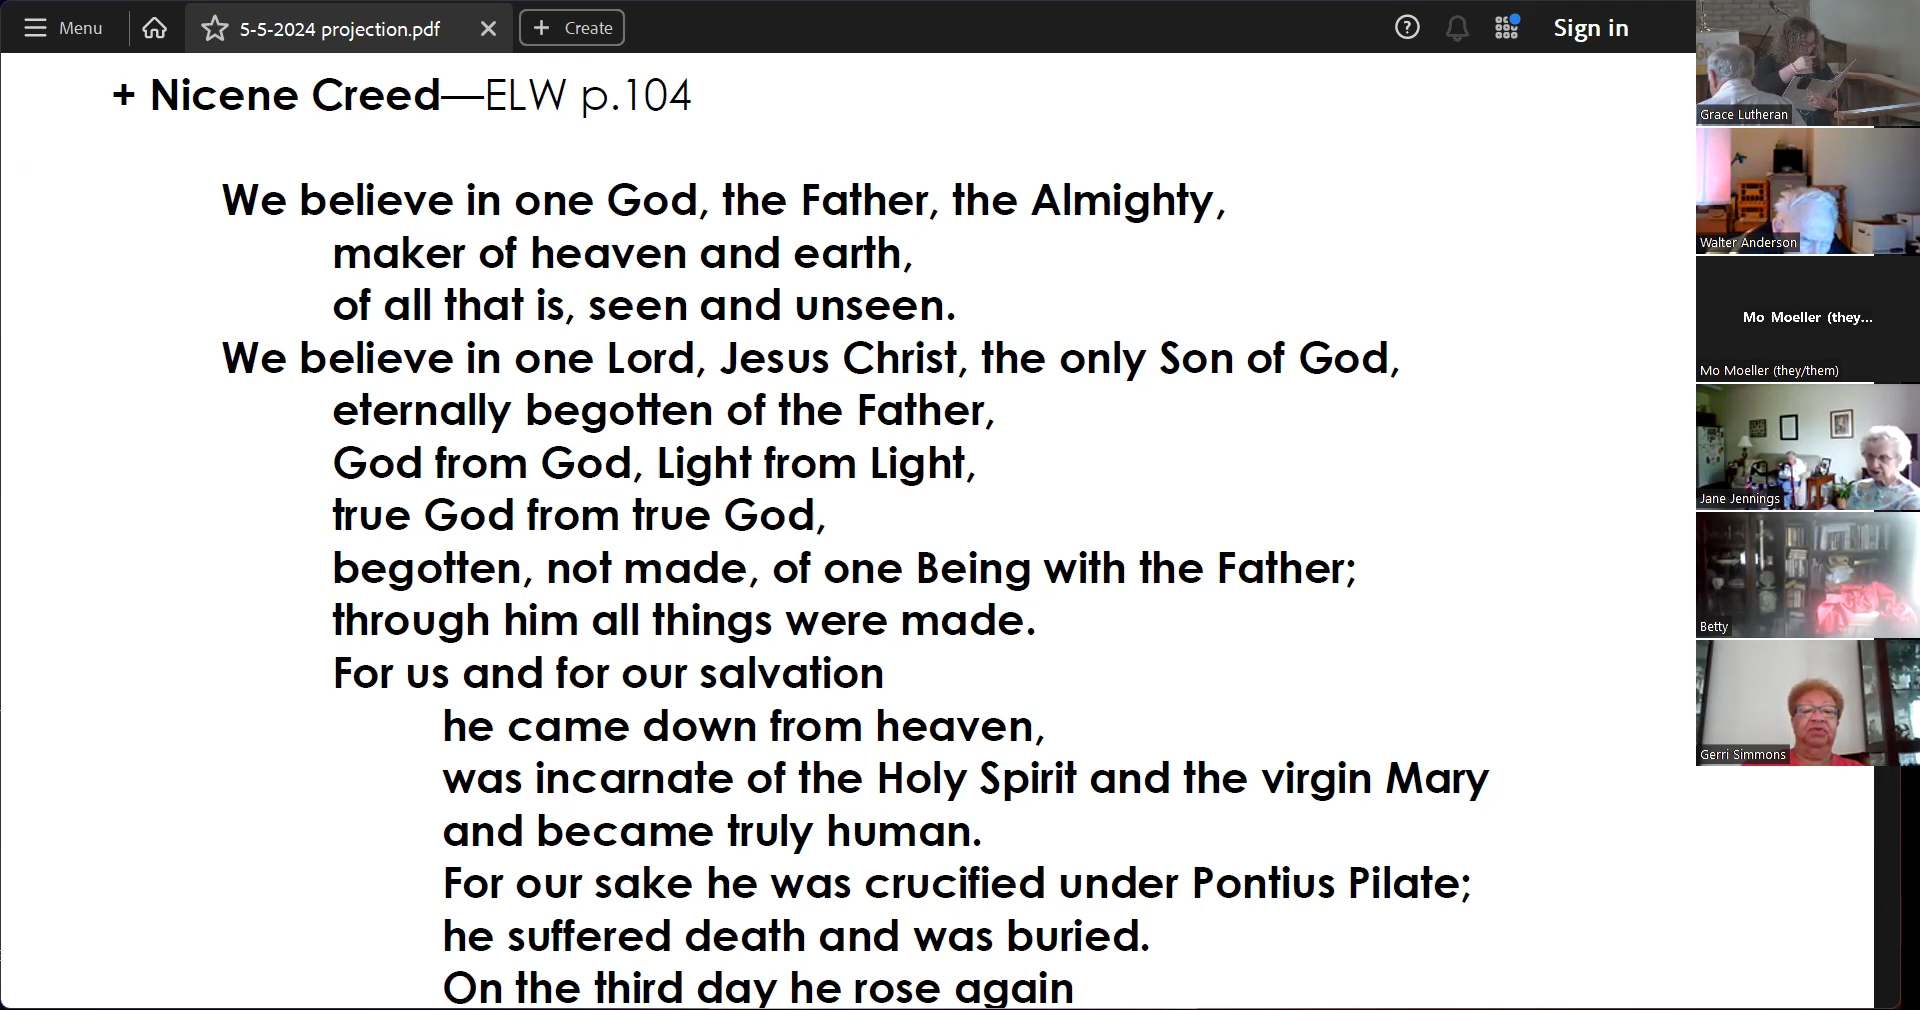 Menu
5-5-2024 projection.pdf
Create
Sign in
+ Nicene Creed—ELW p.104
We believe in one God, the Father, the Almighty,
maker of heaven and earth,
of all that is, seen and unseen.
We believe in one Lord, Jesus Christ, the only Son of God,
eternally begotten of the Father,
God from God, Light from Light,
true God from true God,
begotten, not made, of one Being with the Father;
through him all things were made.
For us and for our salvation
he came down from heaven,
was incarnate of the Holy Spirit and the virgin Mary
and became truly human.
For our sake he was crucified under Pontius Pilate;
he suffered death and was buried.
On the third day he rose again
Grace Lutheran
Walter Anderson
Mo Moeller (they...
Mo Moeller (they/them)
Jane Jennings
Betty
Gerri Simmons